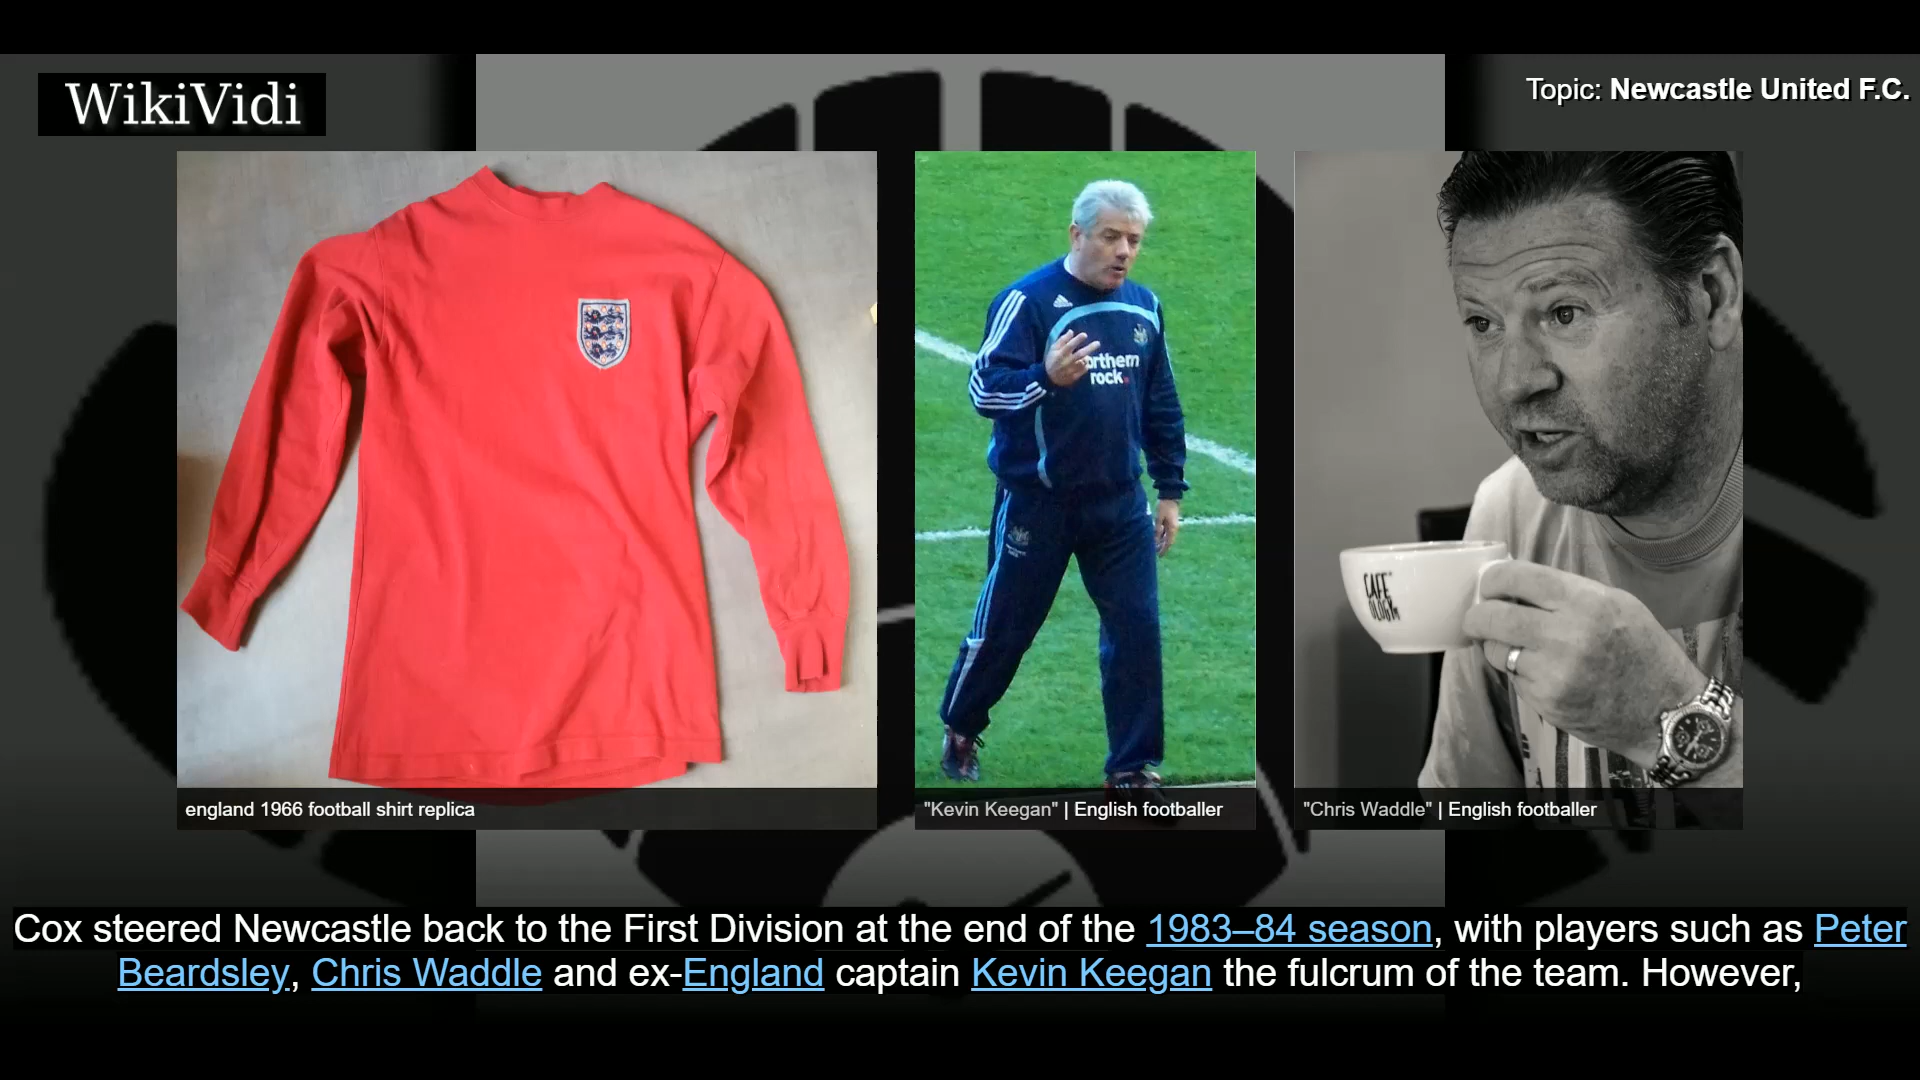 WikiVidi
Topic: Newcastle United F.C.
orthern
rock.
CAFE
OLOGY
england 1966 football shirt replica
"Kevin Keegan" | English footballer
"Chris Waddle" | English footballer
Cox steered Newcastle back to the First Division at the end of the 1983–84 season, with players such as Peter
Beardsley, Chris Waddle and ex-England captain Kevin Keegan the fulcrum of the team. However,